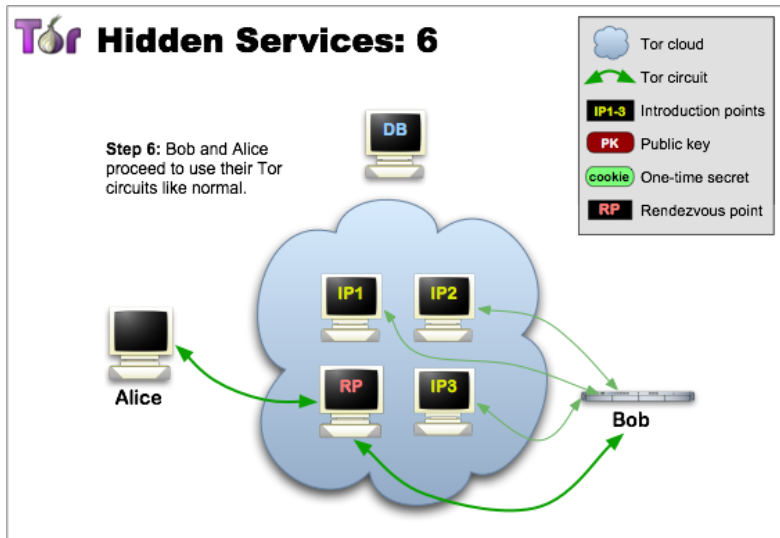 Tor Hidden Services: 6
Tor cloud
Tor circuit
IP1-3 Introduction points
PK Public key
cookie One-time secret
RP Rendezvous point
DB
Step 6: Bob and Alice
proceed to use their Tor
circuits like normal.
IP1 IP2
RP IP3
Alice
Bob